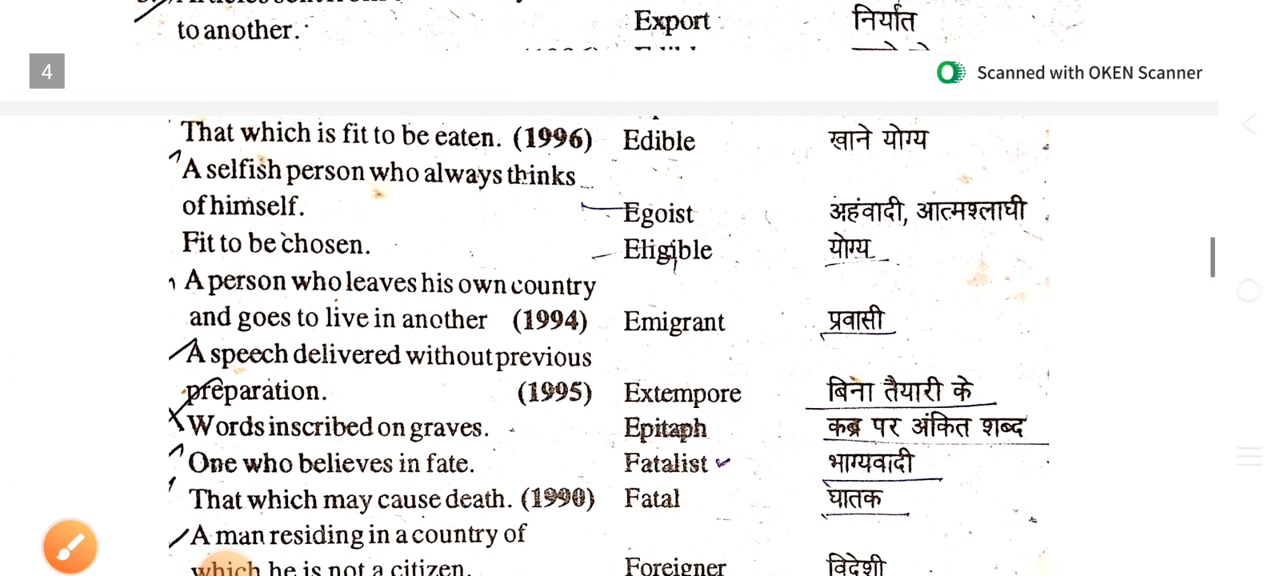 to another. Export निर्यात
4 Scanned with OKEN Scanner
That which is fit to be eaten. (1996) Edible खाने योग्य
A selfish person who always thinks
of himself. Egoist अहंवादी, आत्मश्लाघी
Fit to be chosen. Eligible योग्य
A person who leaves his own country
and goes to live in another (1994) Emigrant प्रवासी
A speech delivered without previous
preparation. (1995) Extempore बिना तैयारी के
Words inscribed on graves. Epitaph कब्र पर अंकित शब्द
One who believes in fate. Fatalist भाग्यवादी
That which may cause death. (1990) Fatal घातक
A man residing in a country of
which he is not a citizen. Foreigner विदेशी